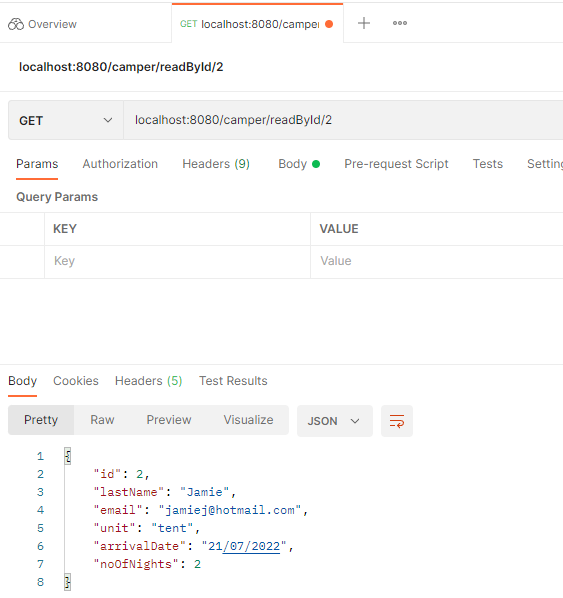 Overview GET localhost:8080/camper
localhost:8080/camper/readById/2
GET localhost:8080/camper/readById/2
Params Authorization Headers (9) Body Pre-request Script Tests Settin
Query Params
KEY VALUE
Key Value
Body Cookies Headers (5) Test Results
Pretty Raw Preview Visualize JSON
1 {
2 "id": 2,
3 "lastName": "Jamie",
4 "email": "jamiej@hotmail.com",
5 "unit": "tent",
6 "arrivalDate": "21/07/2022",
7 "noOfNights": 2
8 }